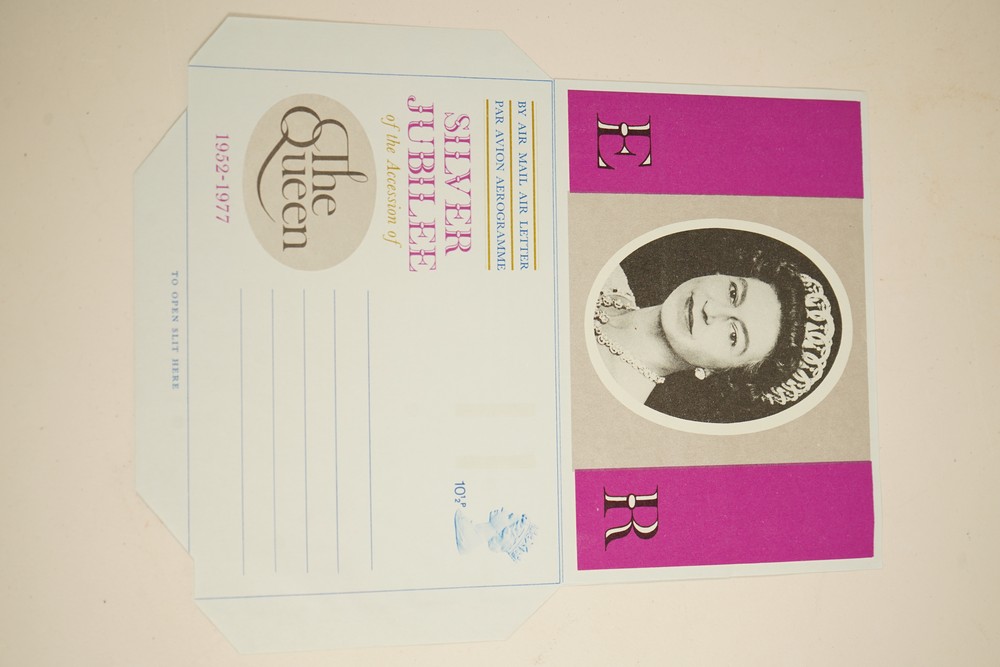 E R
BY AIR MAIL AIR LETTER
PAR AVION AEROGRAMME
SILVER
JUBILEE
of the Accession of
The
Queen
1952-1977
10½P
TO OPEN SLIT HERE